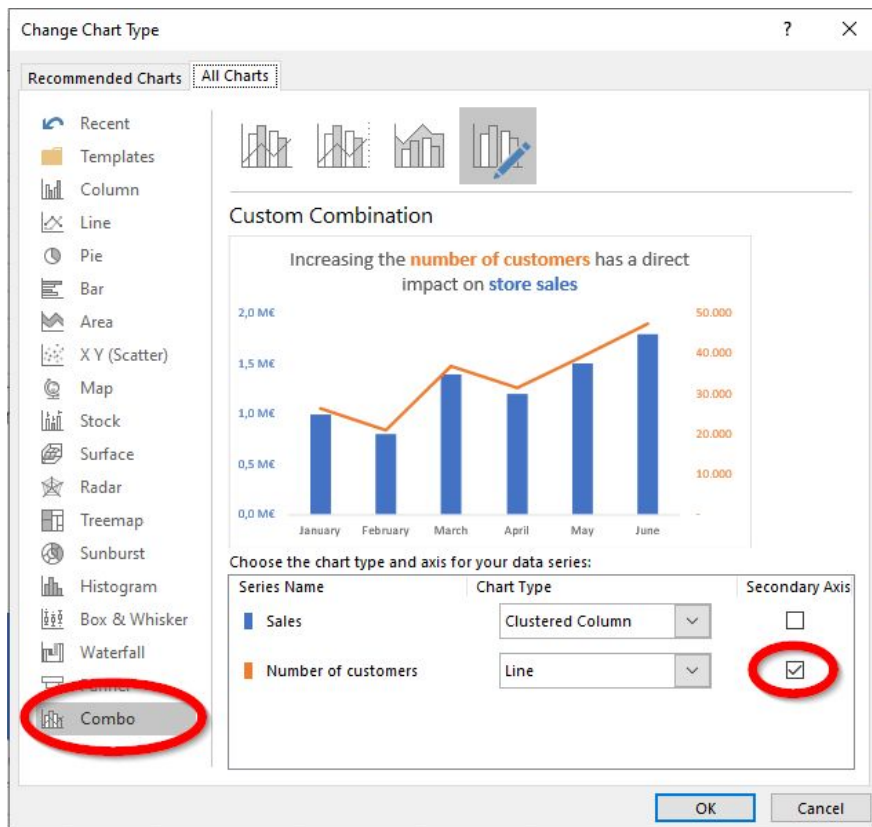 Change Chart Type
? X
Recommended Charts All Charts
Recent
Templates
Column
Line
Pie
Bar
Area
X Y (Scatter)
Map
Stock
Surface
Radar
Treemap
Sunburst
Histogram
Box & Whisker
Waterfall
Combo
Custom Combination
Increasing the number of customers has a direct
impact on store sales
2,0 M€
1,5 M€
1,0 M€
0,5 M€
0,0 M€
50.000
40.000
30.000
20.000
10.000
-
January February March April May June
Choose the chart type and axis for your data series:
Series Name Chart Type Secondary Axis
Sales Clustered Column
Number of customers Line
OK Cancel